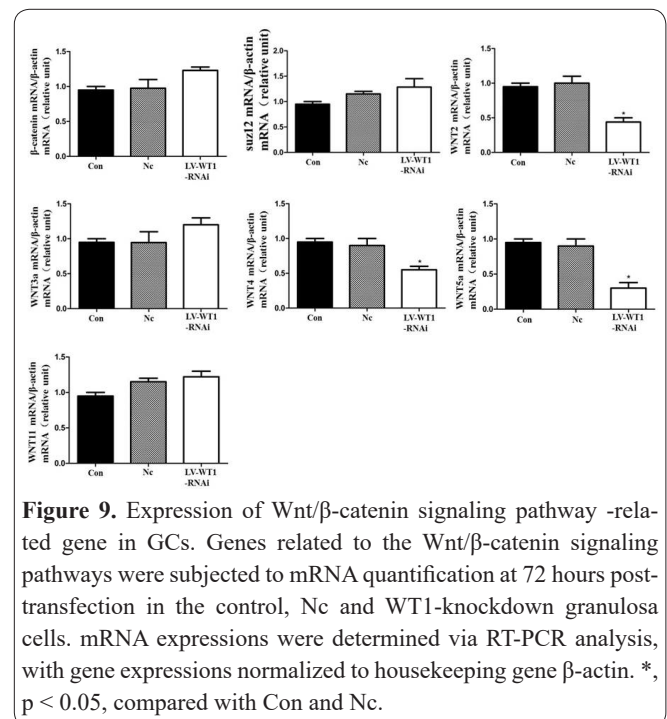 β-catenin mRNA/β-actin
mRNA (relative unit)
1.5
1.0
0.5
0.0
Con
Nc
LV-WT1
-RNAi
suz12 mRNA/β-actin
mRNA (relative unit)
2.0
1.5
1.0
0.5
0.0
Con
Nc
LV-WT1
-RNAi
WNT2 mRNA/β-actin
mRNA (relative unit)
1.5
1.0
0.5
0.0
*
Con
Nc
LV-WT1
-RNAi
WNT3a mRNA/β-actin
mRNA (relative unit)
1.5
1.0
0.5
0.0
Con
Nc
LV-WT1
-RNAi
WNT4 mRNA/β-actin
mRNA (relative unit)
1.5
1.0
0.5
0.0
*
Con
Nc
LV-WT1
-RNAi
WNT5a mRNA/β-actin
mRNA (relative unit)
1.5
1.0
0.5
0.0
*
Con
Nc
LV-WT1
-RNAi
WNT11 mRNA/β-actin
mRNA (relative unit)
1.5
1.0
0.5
0.0
Con
Nc
LV-WT1
-RNAi
Figure 9. Expression of Wnt/β-catenin signaling pathway -rela-
ted gene in GCs. Genes related to the Wnt/β-catenin signaling
pathways were subjected to mRNA quantification at 72 hours post-
transfection in the control, Nc and WT1-knockdown granulosa
cells. mRNA expressions were determined via RT-PCR analysis,
with gene expressions normalized to housekeeping gene β-actin. *,
p < 0.05, compared with Con and Nc.